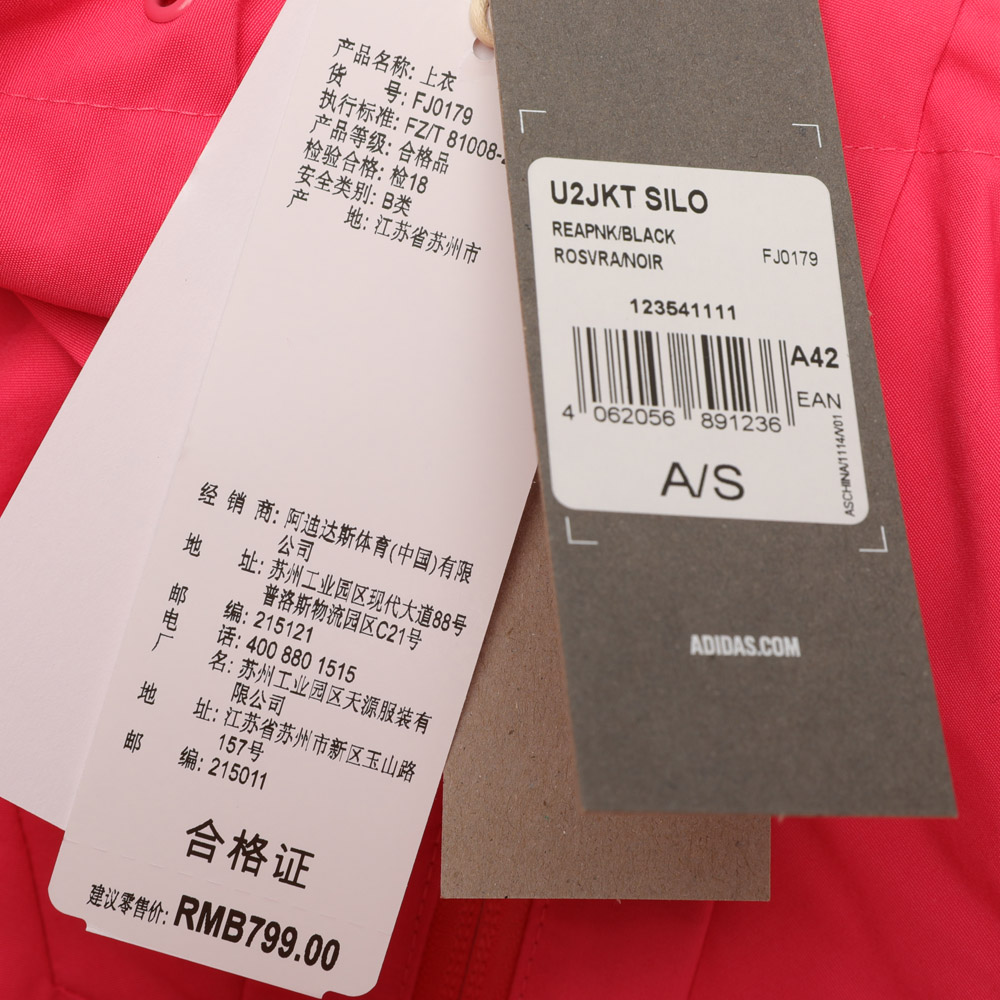 产品名称: 上衣
货 号: FJ0179
执行标准: FZ/T 81008-
产品等级: 合格品
检验合格: 检18
安全类别: B类
产 地: 江苏省苏州市
经 销 商: 阿迪达斯体育(中国)有限
公司
地 址: 苏州工业园区现代大道88号
普洛斯物流园区C21号
邮 编: 215121
电 话: 400 880 1515
厂 名: 苏州工业园区天源服装有
限公司
地 址: 江苏省苏州市新区玉山路
157号
邮 编: 215011
合格证
建议零售价: RMB799.00
U2JKT SILO
REAPNK/BLACK
ROSVRA/NOIR FJ0179
123541111
A42
EAN
4 062056 891236
A/S
ASCHINA/1114/V01
ADIDAS.COM